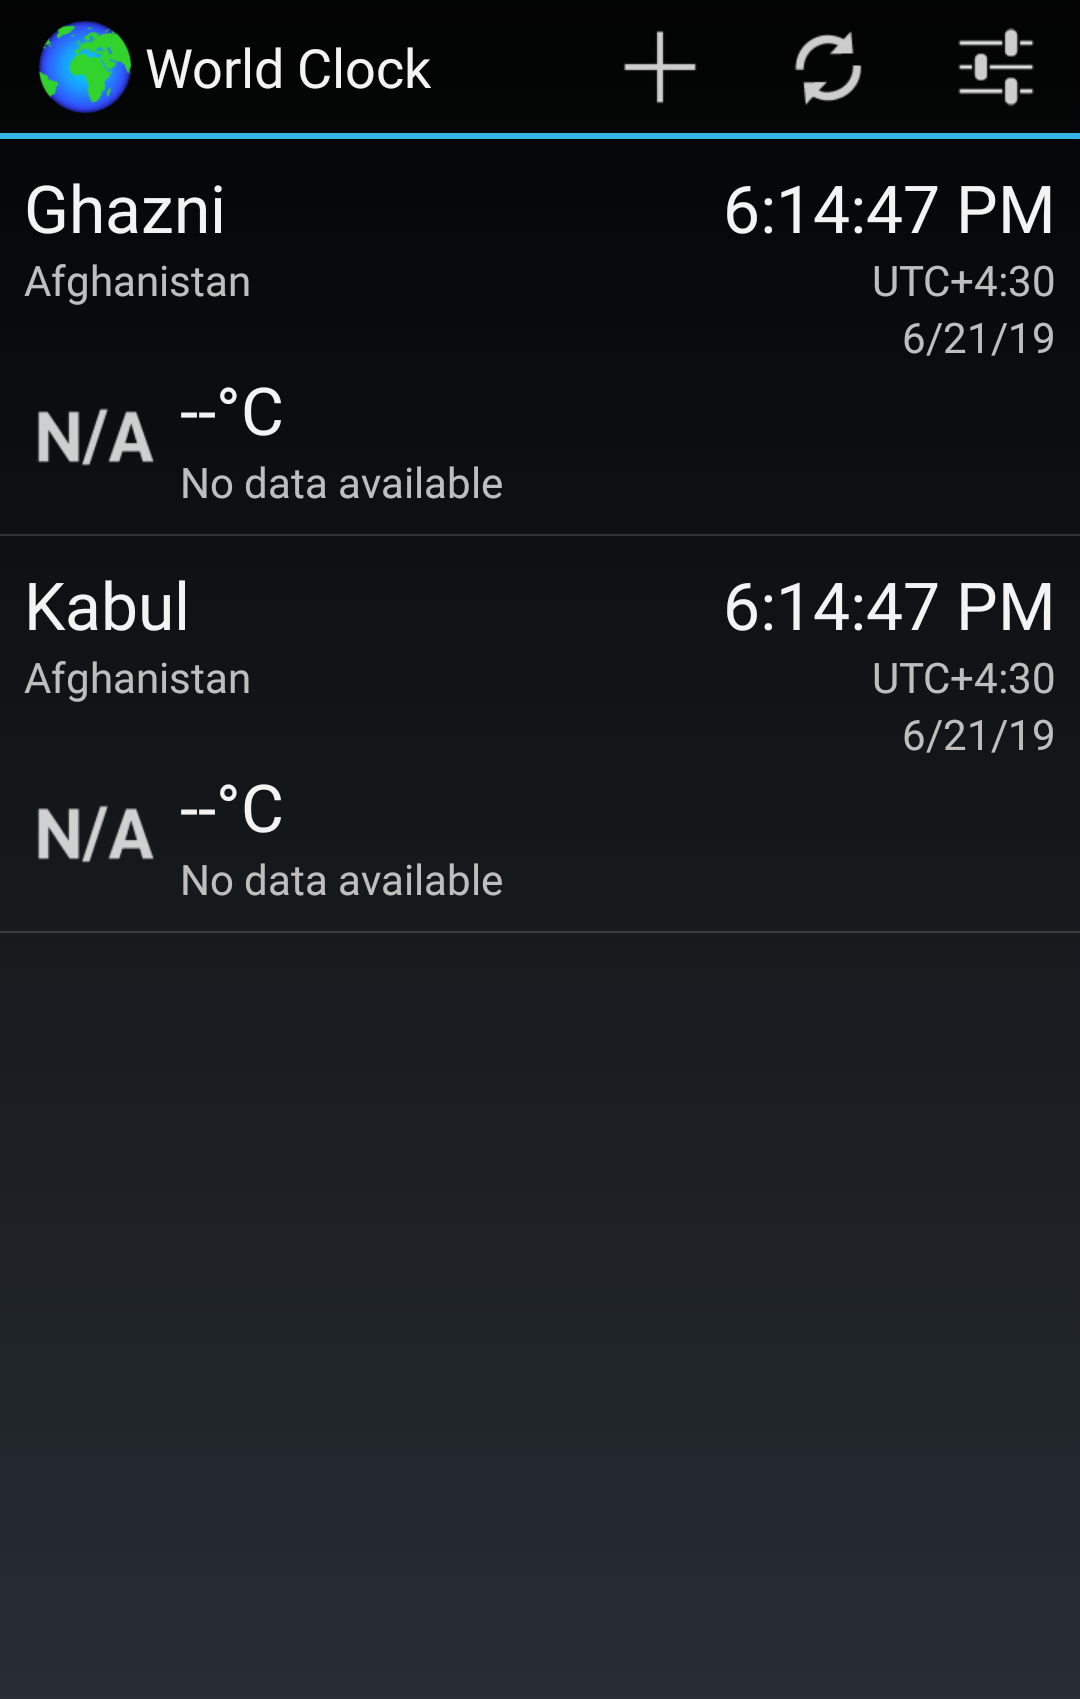 World Clock
Ghazni 6:14:47 PM
Afghanistan UTC+4:30
6/21/19
N/A --°C
No data available
Kabul 6:14:47 PM
Afghanistan UTC+4:30
6/21/19
N/A --°C
No data available